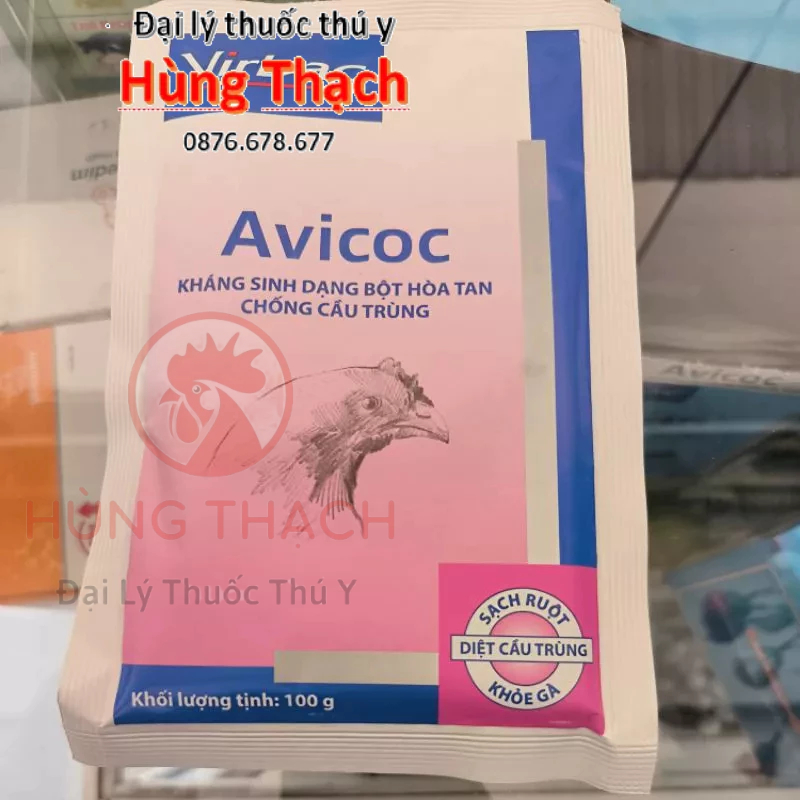 Đại lý thuốc thú y
Virbac
Hùng Thạch
0876.678.677
Avicoc
KHÁNG SINH DẠNG BỘT HÒA TAN
CHỐNG CẦU TRÙNG
Avicoc
HÙNG THẠCH
Đại Lý Thuốc Thú Y
SẠCH RUỘT
DIỆT CẦU TRÙNG
KHỎE GÀ
Khối lượng tịnh: 100 g